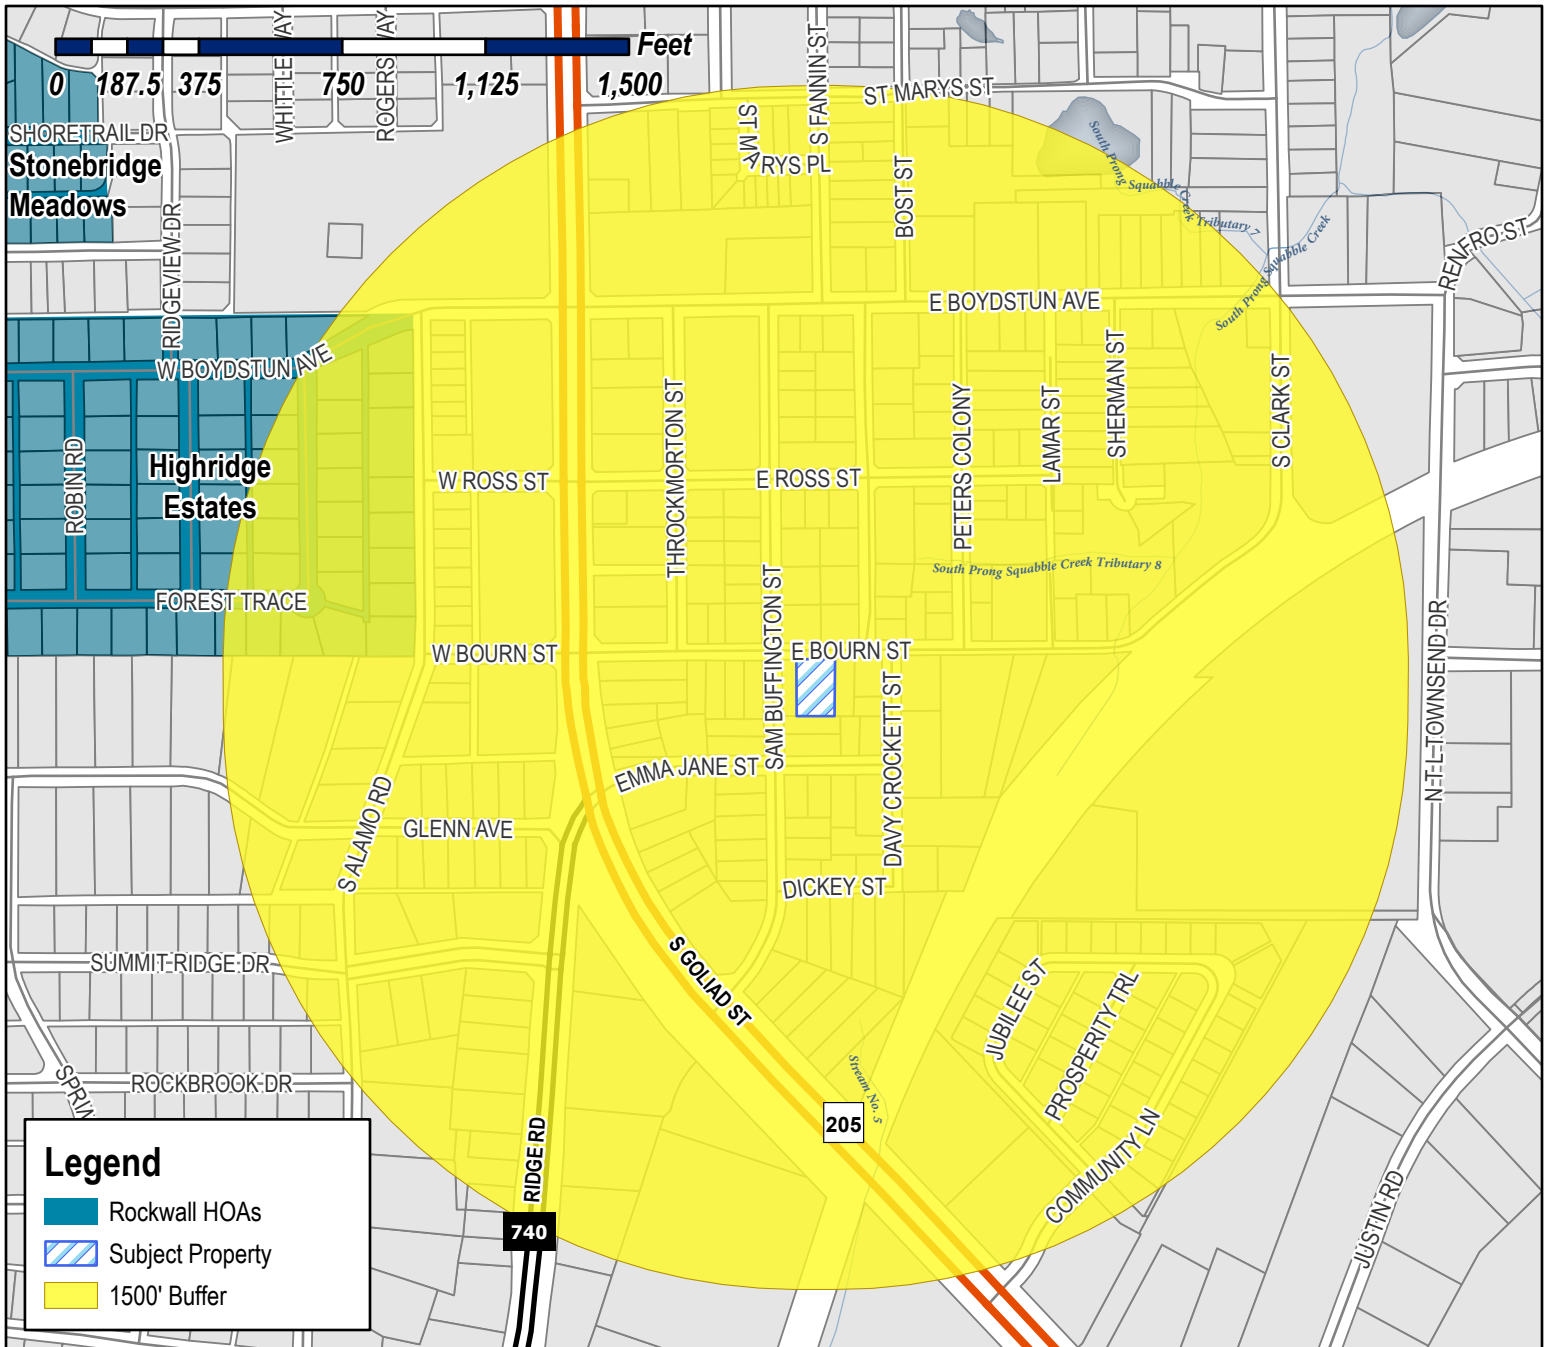 WHITTLE WAY
ROGERS WAY
Feet
0 187.5 375 750 1,125 1,500
S FANNIN ST
ST MARYS ST
SHORETRAIL DR
Stonebridge
Meadows
ST MARYS PL
BOST ST
South Prong Squabble Creek Tributary 7
South Prong Squabble Creek
RENFRO ST
RIDGEVIEW DR
E BOYDSTUN AVE
W BOYDSTUN AVE
SHERMAN ST
S CLARK ST
THROCKMORTON ST
PETERS COLONY
LAMAR ST
ROBIN RD
Highridge
Estates
W ROSS ST
E ROSS ST
South Prong Squabble Creek Tributary 8
FOREST TRACE
SAM BUFFINGTON ST
N T L TOWNSEND DR
W BOURN ST
E BOURN ST
DAVY CROCKETT ST
EMMA JANE ST
S ALAMO RD
GLENN AVE
DICKEY ST
SUMMIT RIDGE DR
S GOLIAD ST
JUBILEE ST
PROSPERITY TRL
ROCKBROOK DR
Stream No. 5
205
RIDGE RD
COMMUNITY LN
JUSTIN RD
740
Legend
Rockwall HOAs
Subject Property
1500' Buffer